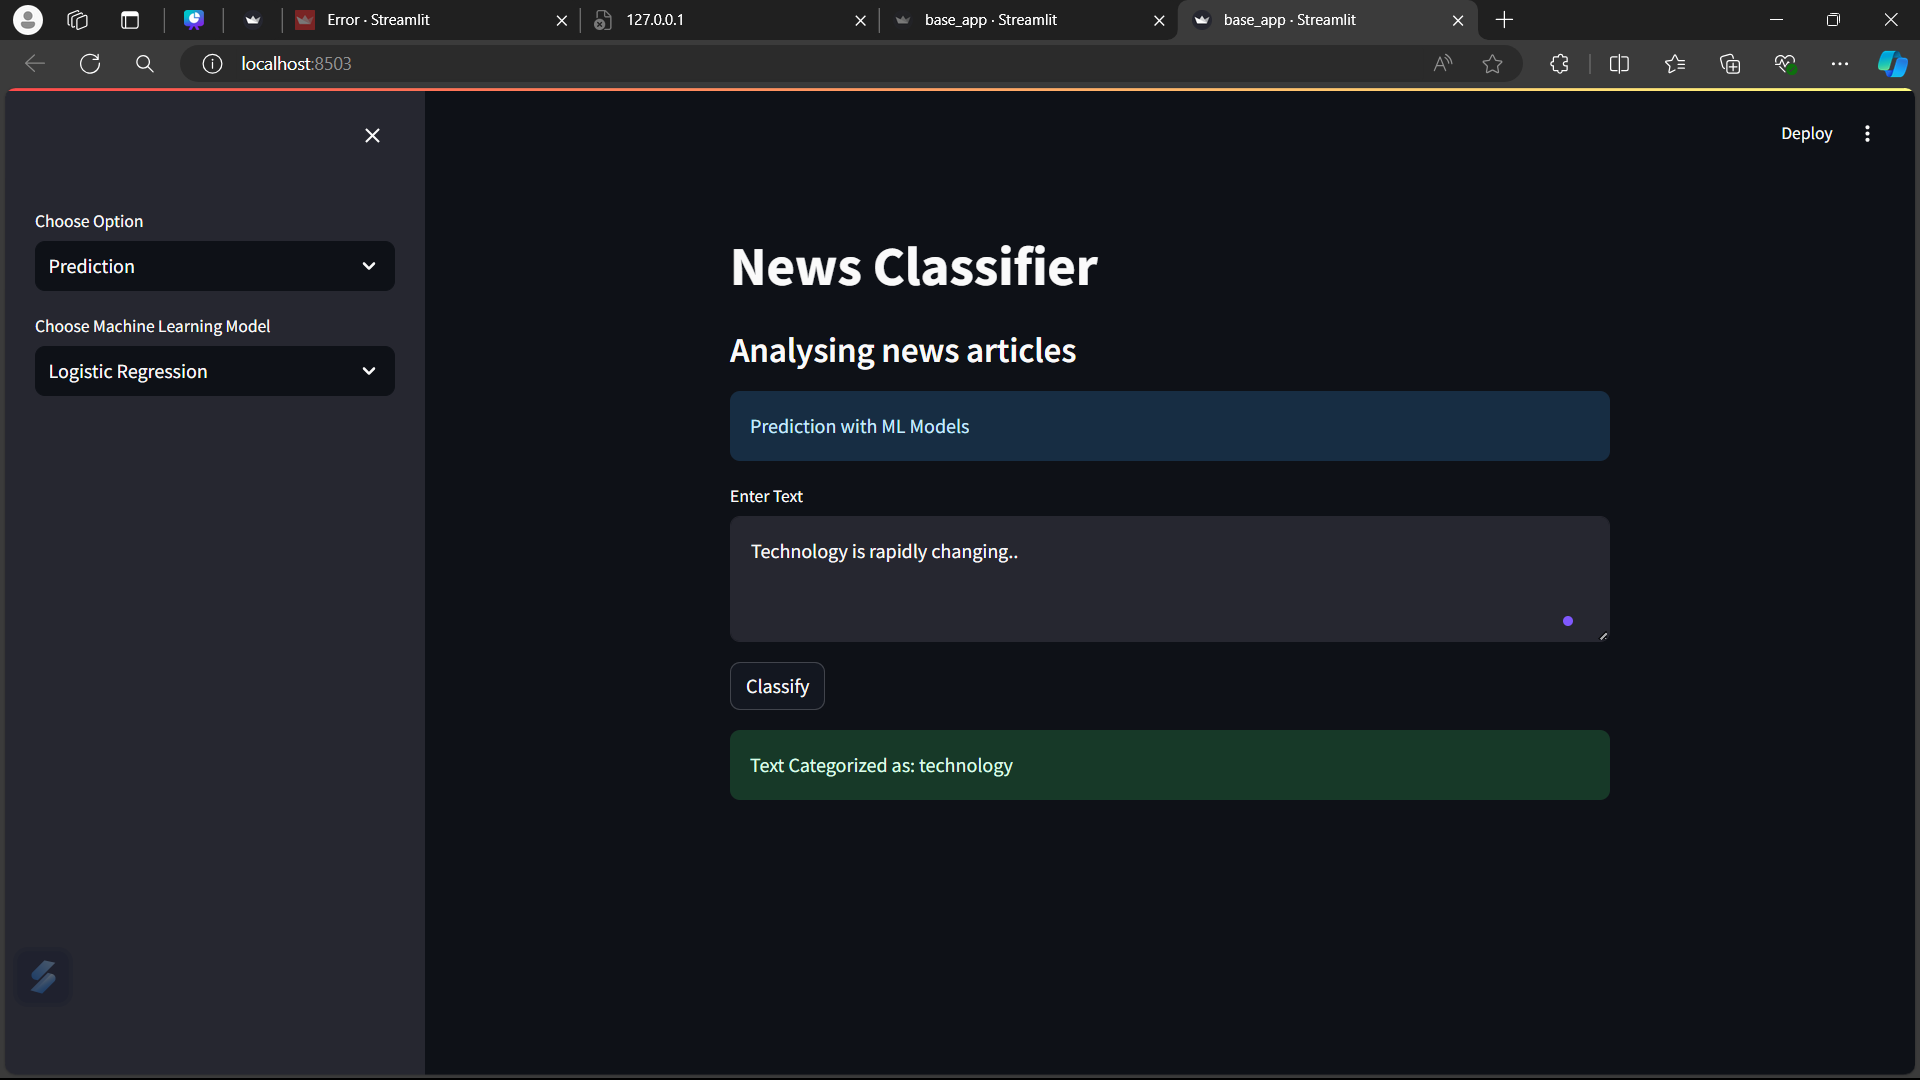 Error · Streamlit
127.0.0.1
base_app · Streamlit
base_app · Streamlit
localhost:8503
Deploy
Choose Option
Prediction
Choose Machine Learning Model
Logistic Regression
News Classifier
Analysing news articles
Prediction with ML Models
Enter Text
Technology is rapidly changing..
Classify
Text Categorized as: technology